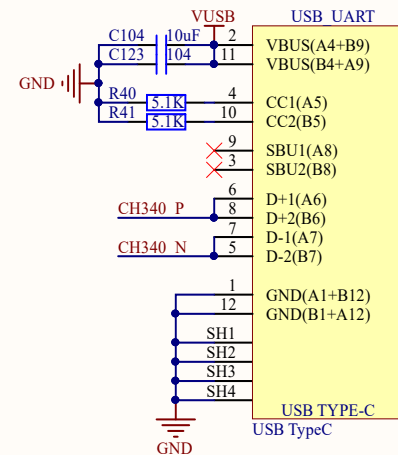 VUSB
USB_UART
C104
10uF
2
VBUS(A4+B9)
C123
104
11
VBUS(B4+A9)
GND
R40
5.1K
4
CC1(A5)
R41
5.1K
10
CC2(B5)
9
SBU1(A8)
3
SBU2(B8)
6
D+1(A6)
CH340_P
8
D+2(B6)
7
D-1(A7)
CH340_N
5
D-2(B7)
1
GND(A1+B12)
12
GND(B1+A12)
SH1
SH2
SH3
SH4
USB TYPE-C
USB TypeC
GND